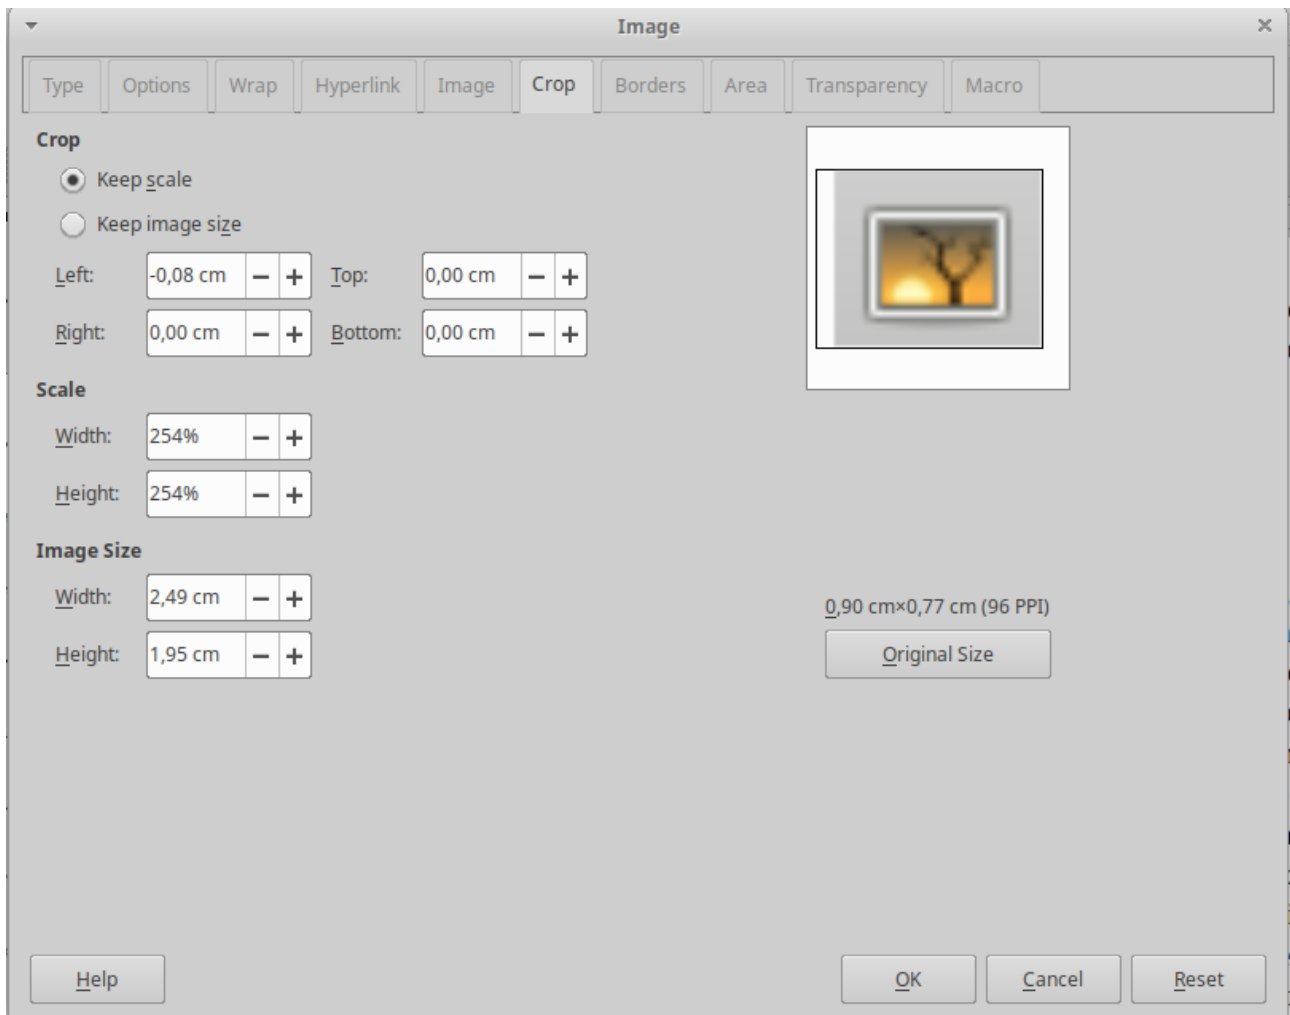 Image
Type Options Wrap Hyperlink Image Crop Borders Area Transparency Macro
Crop
Keep scale
Keep image size
Left: -0,08 cm Top: 0,00 cm
Right: 0,00 cm Bottom: 0,00 cm
Scale
Width: 254%
Height: 254%
Image Size
Width: 2,49 cm
0,90 cm×0,77 cm (96 PPI)
Height: 1,95 cm Original Size
Help OK Cancel Reset